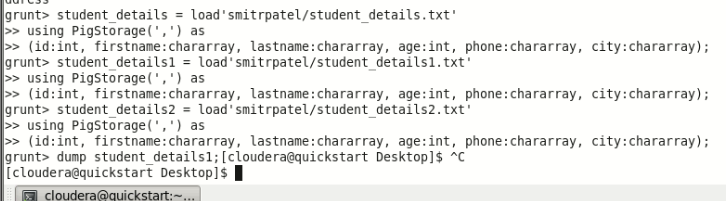 grunt> student_details = load'smitrpatel/student_details.txt'
>> using PigStorage(',') as
>> (id:int, firstname:chararray, lastname:chararray, age:int, phone:chararray, city:chararray);
grunt> student_details1 = load'smitrpatel/student_details1.txt'
>> using PigStorage(',') as
>> (id:int, firstname:chararray, lastname:chararray, age:int, phone:chararray, city:chararray);
grunt> student_details2 = load'smitrpatel/student_details2.txt'
>> using PigStorage(',') as
>> (id:int, firstname:chararray, lastname:chararray, age:int, phone:chararray, city:chararray);
grunt> dump student_details1;[cloudera@quickstart Desktop]$ ^C
[cloudera@quickstart Desktop]$
cloudera@quickstart:~...